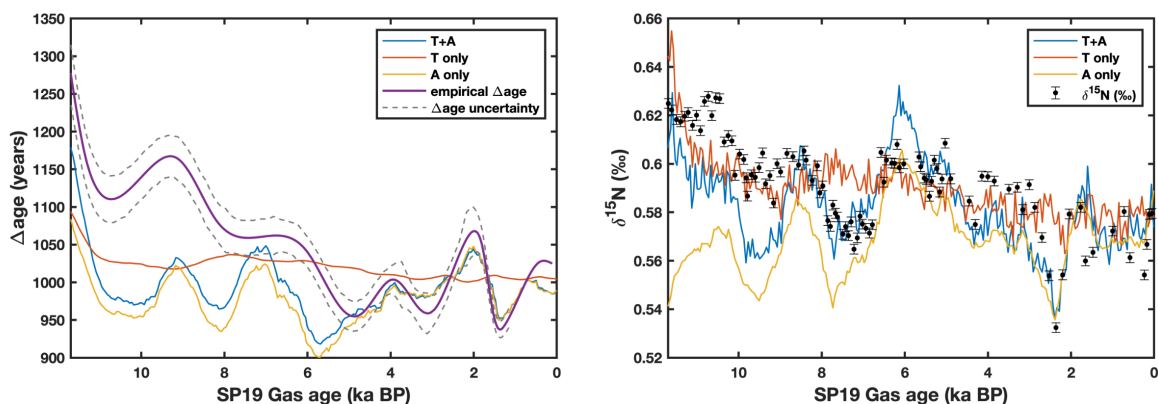 1350
1300
1250
1200
1150
1100
1050
1000
950
900
Δage (years)
10
8
6
4
2
0
SP19 Gas age (ka BP)
T+A
T only
A only
empirical Δage
Δage uncertainty
0.66
0.64
0.62
0.6
0.58
0.56
0.54
0.52
δ¹⁵N (‰)
10
8
6
4
2
0
SP19 Gas age (ka BP)
T+A
T only
A only
δ¹⁵N (‰)